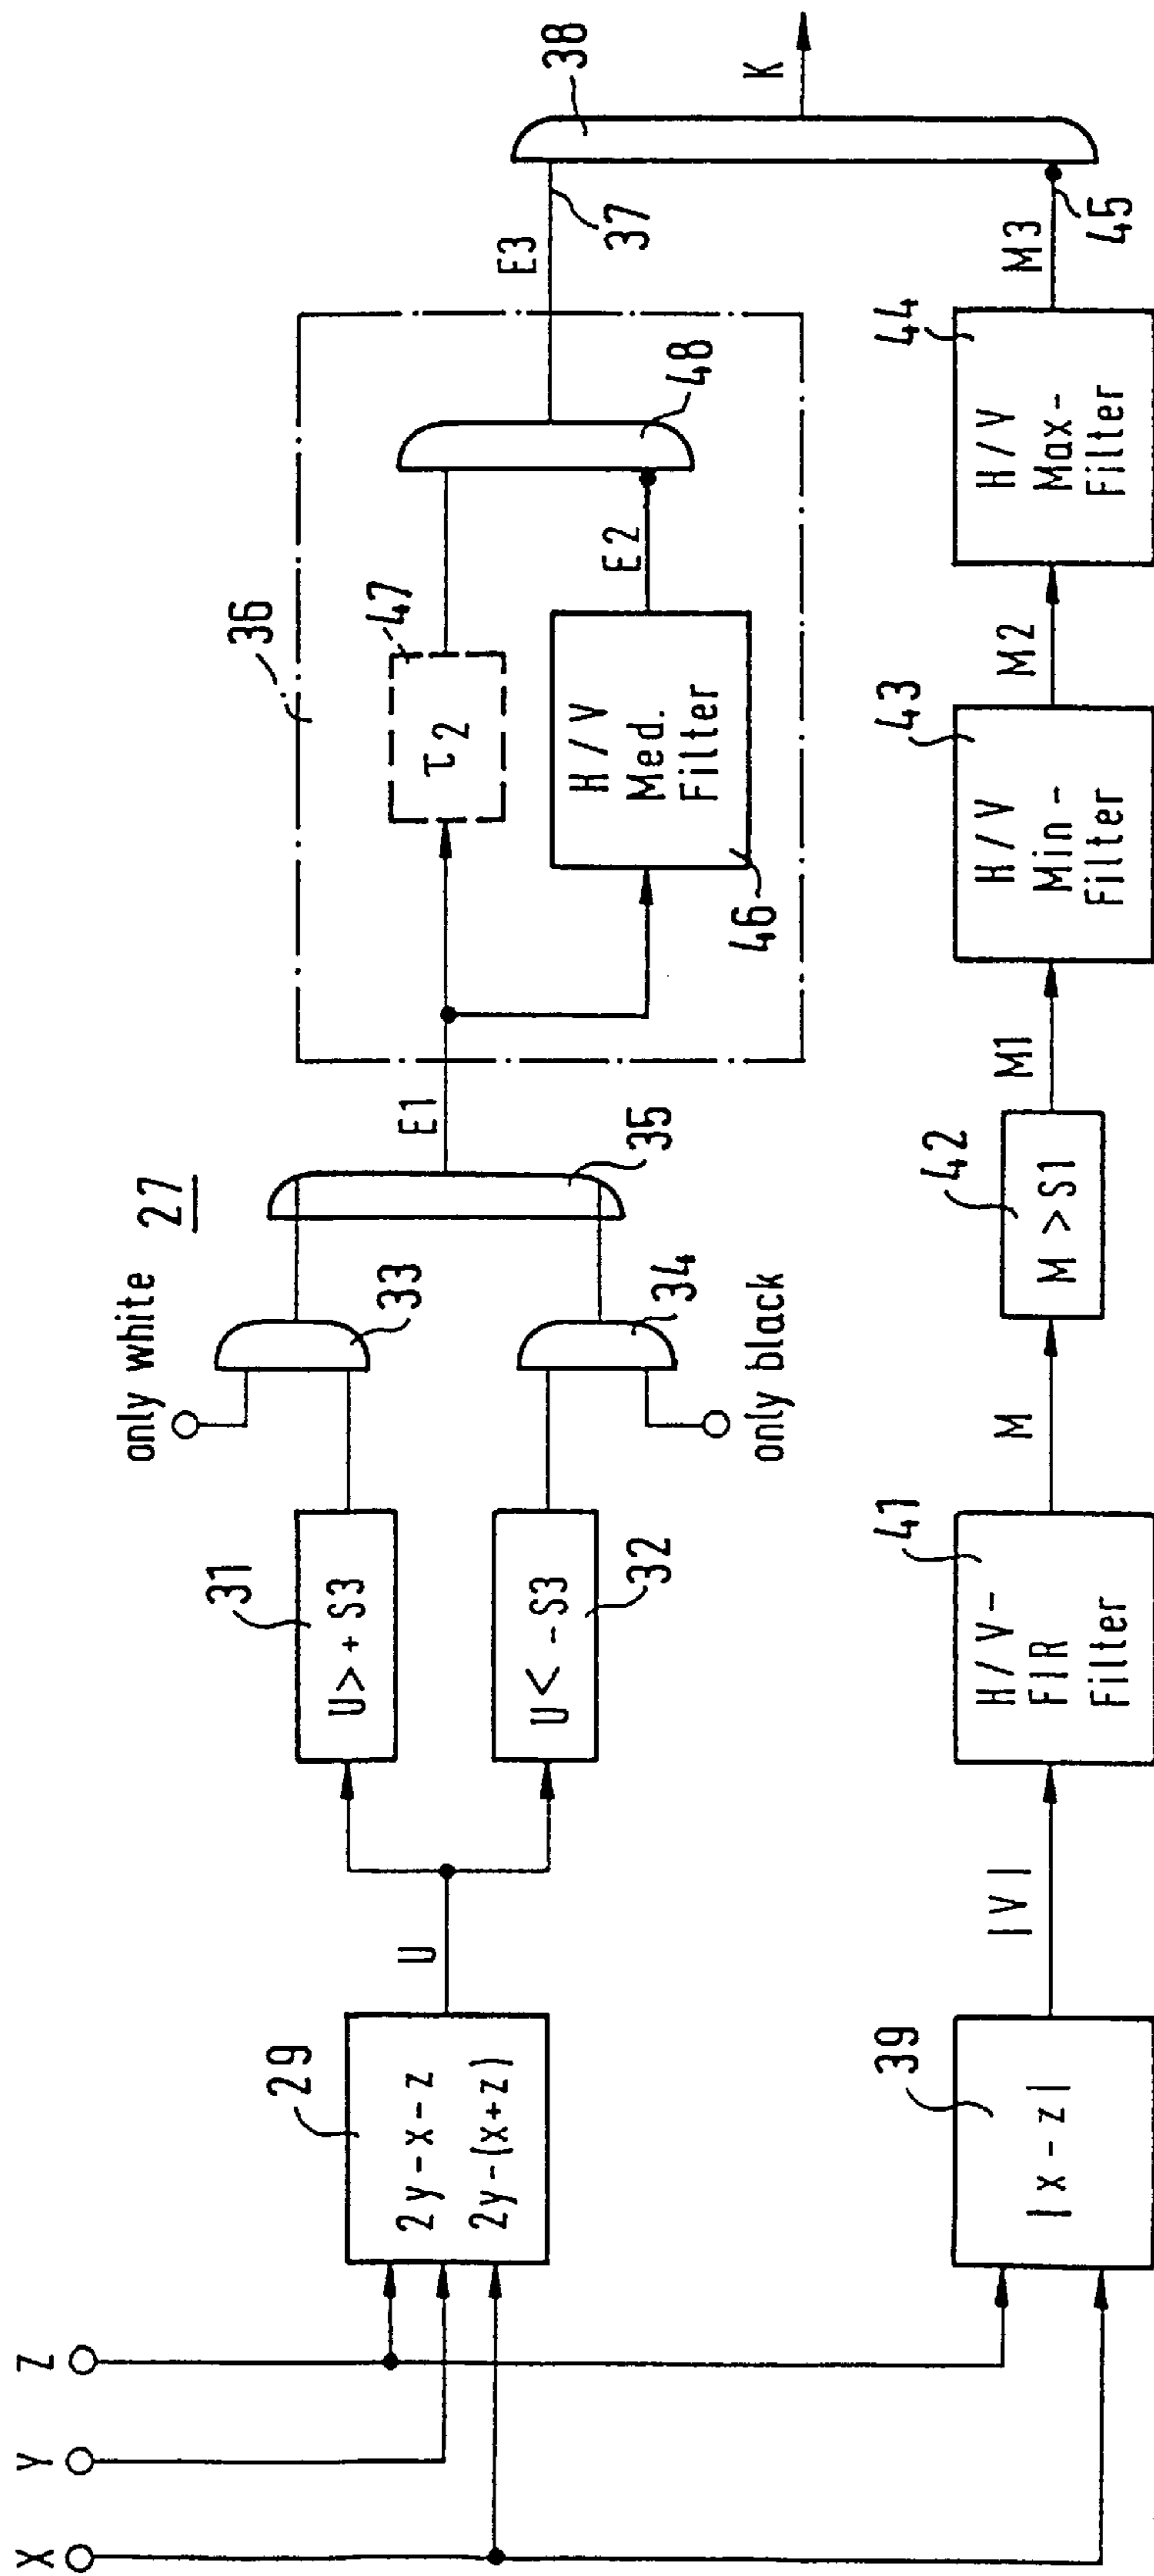 X
Y
Z
29
2y-x-z
2y-(x+z)
U
31
U>+S3
U<-S3
32
only white
33
34
only black
27
35
E1
36
47
τ2
H/V
Med.
Filter
46
E2
48
E3
37
38
K
39
|x-z|
|V|
41
H/V-
FIR
Filter
M
42
M>S1
M1
43
H/V
Min-
Filter
M2
44
H/V
Max-
Filter
M3
45